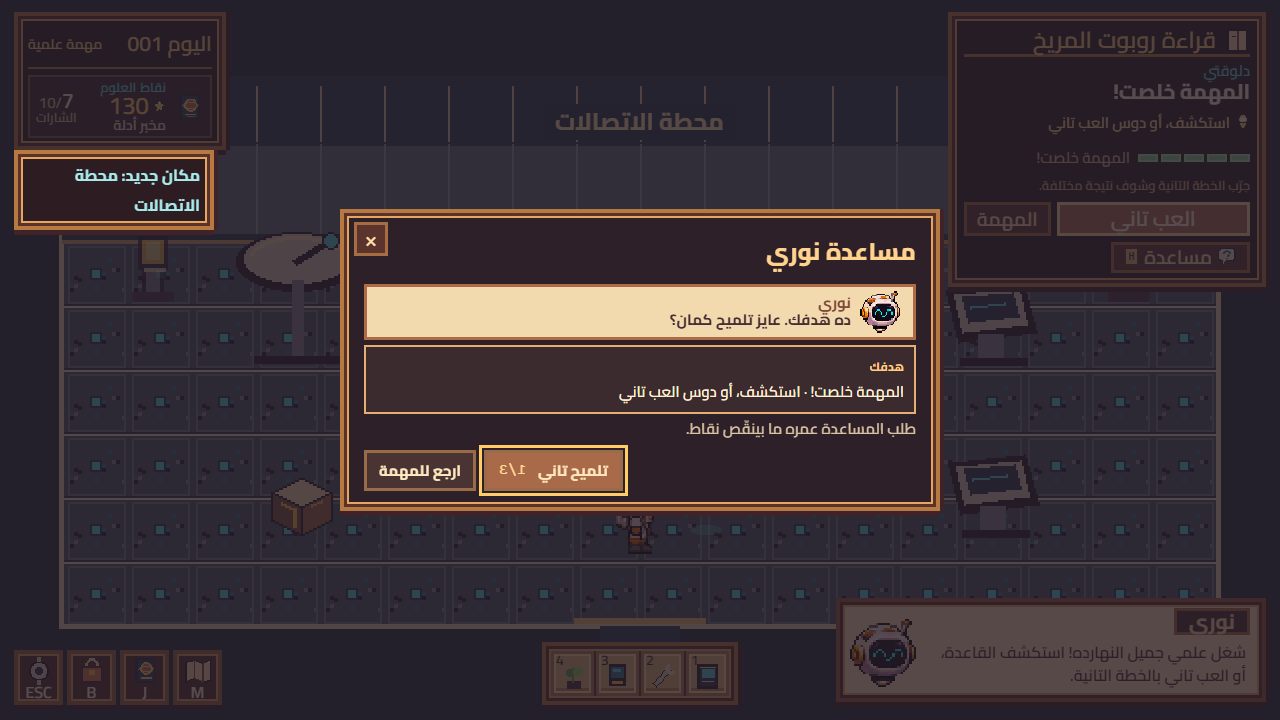 قراءة روبوت المريخ
دلوقتي
المهمة خلصت!
استكشف، أو دوس العب تاني
المهمة خلصت!
جرّب الخطة التانية وشوف نتيجة مختلفة.
العب تاني
المهمة
مساعدة H
اليوم 001
مهمة علمية
نقاط العلوم
130
مخبر أدلة
10/7
الشارات
مكان جديد: محطة
الاتصالات
محطة الاتصالات
مساعدة نوري
×
نوري
ده هدفك. عايز تلميح كمان؟
هدفك
المهمة خلصت! · استكشف، أو دوس العب تاني
طلب المساعدة عمره ما بينقّص نقاط.
تلميح تاني ١/٣
ارجع للمهمة
نوري
شغل علمي جميل النهارده! استكشف القاعدة،
أو العب تاني بالخطة التانية.
4 3 2 1
ESC B J M